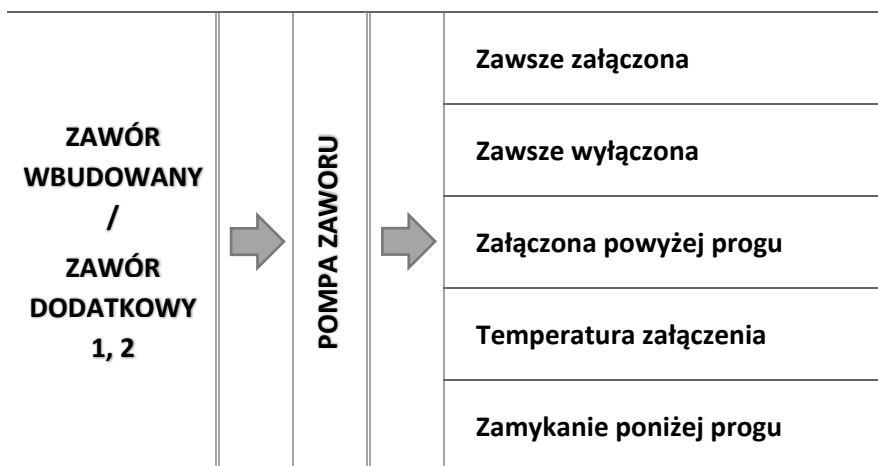 ZAWÓR
WBUDOWANY
/
ZAWÓR
DODATKOWY
1, 2
POMPA ZAWORU
Zawsze załączona
Zawsze wyłączona
Załączona powyżej progu
Temperatura załączenia
Zamykanie poniżej progu